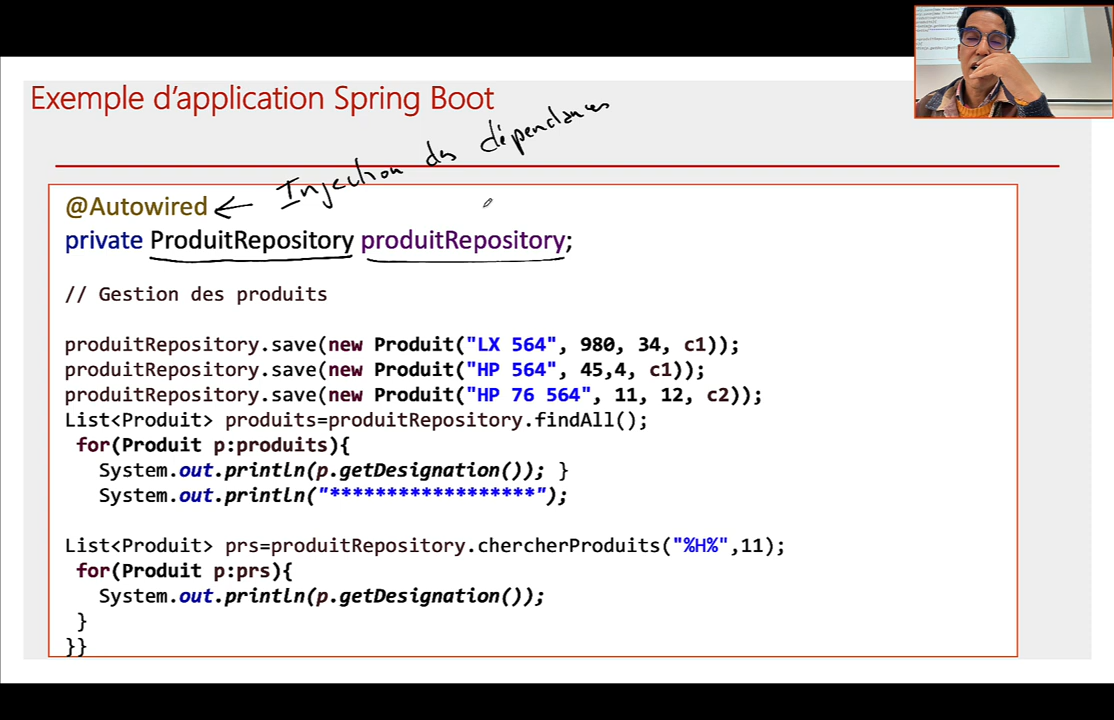 Exemple d'application Spring Boot
Injection des dépendances
@Autowired
private ProduitRepository produitRepository;
// Gestion des produits
produitRepository.save(new Produit("LX 564", 980, 34, c1));
produitRepository.save(new Produit("HP 564", 45,4, c1));
produitRepository.save(new Produit("HP 76 564", 11, 12, c2));
List<Produit> produits=produitRepository.findAll();
for(Produit p:produits){
System.out.println(p.getDesignation()); }
System.out.println("******************");
List<Produit> prs=produitRepository.chercherProduits("%H%",11);
for(Produit p:prs){
System.out.println(p.getDesignation());
}
}}